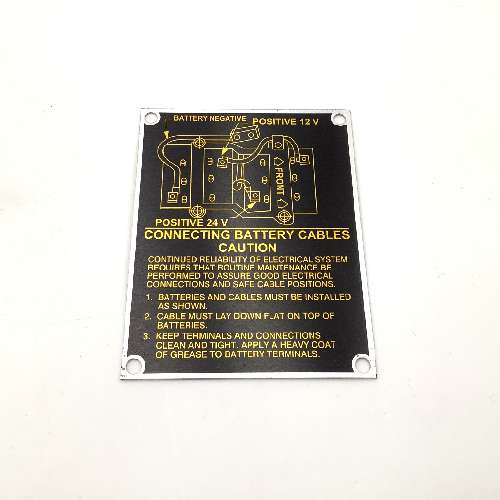 BATTERY NEGATIVE
POSITIVE 12 V
FRONT
POSITIVE 24 V
CONNECTING BATTERY CABLES
CAUTION
CONTINUED RELIABILITY OF ELECTRICAL SYSTEM
REQUIRES THAT ROUTINE MAINTENANCE BE
PERFORMED TO ASSURE GOOD ELECTRICAL
CONNECTIONS AND SAFE CABLE POSITIONS.
1. BATTERIES AND CABLES MUST BE INSTALLED
AS SHOWN.
2. CABLE MUST LAY DOWN FLAT ON TOP OF
BATTERIES.
3. KEEP TERMINALS AND CONNECTIONS
CLEAN AND TIGHT. APPLY A HEAVY COAT
OF GREASE TO BATTERY TERMINALS.